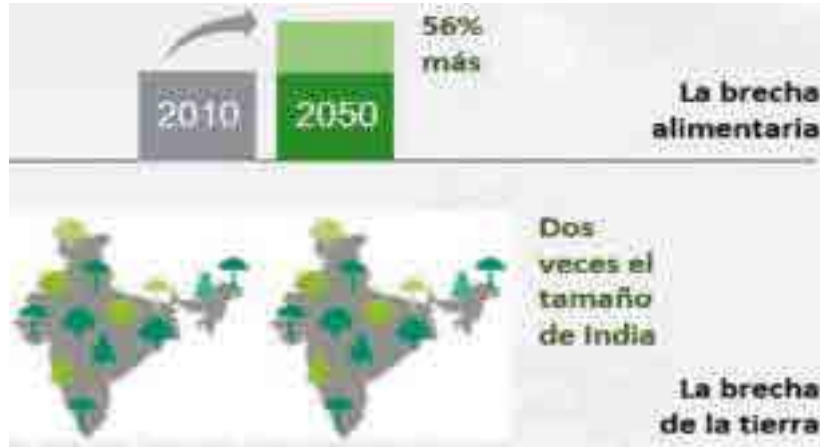 56%
más
2010 2050
La brecha
alimentaria
Dos
veces el
tamaño
de India
La brecha
de la tierra